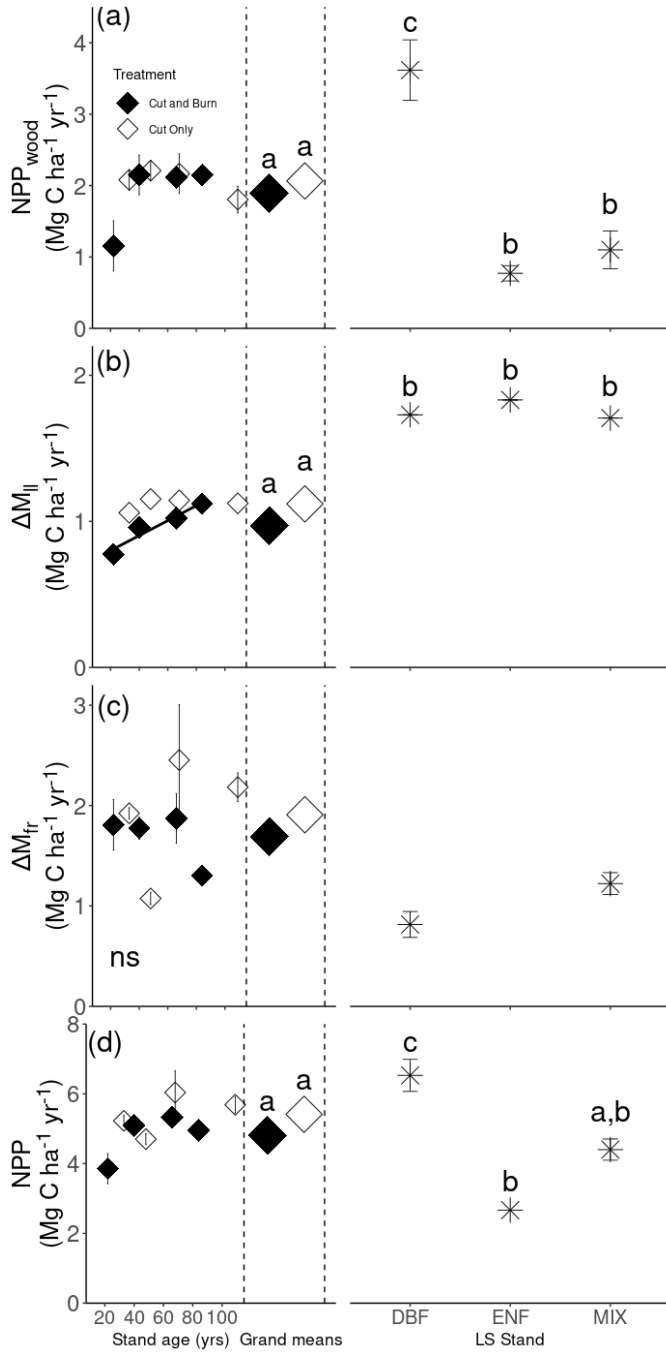 (a)
c
4
3
2
1
0
NPP_wood
(Mg C ha⁻¹ yr⁻¹)
Treatment
Cut and Burn
Cut Only
a
a
b
b
(b)
2
1
0
ΔM_ll
(Mg C ha⁻¹ yr⁻¹)
a
a
b
b
b
(c)
3
2
1
0
ΔM_fr
(Mg C ha⁻¹ yr⁻¹)
ns
(d)
8
6
4
2
0
NPP
(Mg C ha⁻¹ yr⁻¹)
a
a
c
b
a,b
20 40 60 80 100
Stand age (yrs) Grand means
DBF ENF MIX
LS Stand